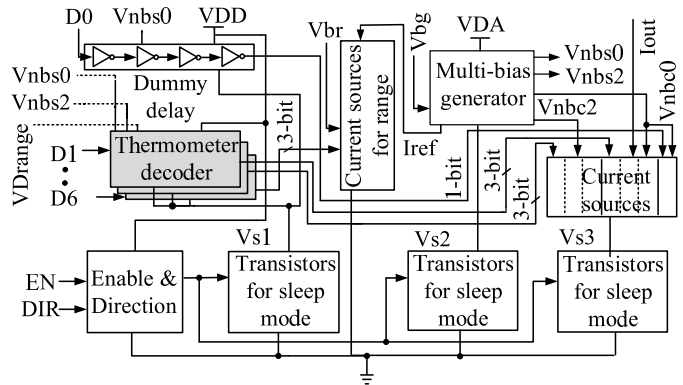 D0
Vnbs0
VDD
Vbr
Vbg
VDA
Iout
Vnbs0
Vnbs2
Dummy
delay
Current sources
for range
Multi-bias
generator
Vnbs0
Vnbs2
Vnbc2
Vnbc0
VDrange
D1
D6
Thermometer
decoder
3-bit
Iref
1-bit
3-bit
3-bit
Current
sources
EN
DIR
Enable &
Direction
Vs1
Transistors
for sleep
mode
Vs2
Transistors
for sleep
mode
Vs3
Transistors
for sleep
mode